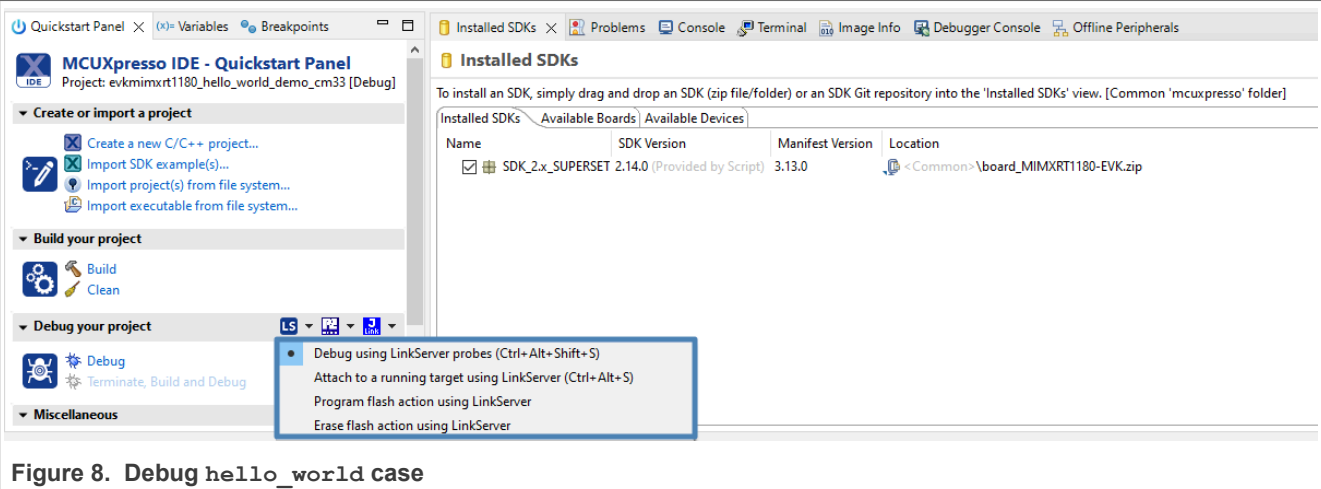 Quickstart Panel (x)= Variables Breakpoints
MCUXpresso IDE - Quickstart Panel
IDE
Project: evkmimxrt1180_hello_world_demo_cm33 [Debug]
Create or import a project
Create a new C/C++ project...
Import SDK example(s)...
Import project(s) from file system...
Import executable from file system...
Build your project
Build
Clean
Debug your project
LS
Link
Debug
Terminate, Build and Debug
Miscellaneous
Debug using LinkServer probes (Ctrl+Alt+Shift+S)
Attach to a running target using LinkServer (Ctrl+Alt+S)
Program flash action using LinkServer
Erase flash action using LinkServer
Installed SDKs Problems Console Terminal Image Info Debugger Console Offline Peripherals
Installed SDKs
To install an SDK, simply drag and drop an SDK (zip file/folder) or an SDK Git repository into the 'Installed SDKs' view. [Common 'mcuxpresso' folder]
Installed SDKs Available Boards Available Devices
Name SDK Version Manifest Version Location
SDK_2.x_SUPERSET 2.14.0 (Provided by Script) 3.13.0 <Common>\board_MIMXRT1180-EVK.zip
Figure 8. Debug hello_world case